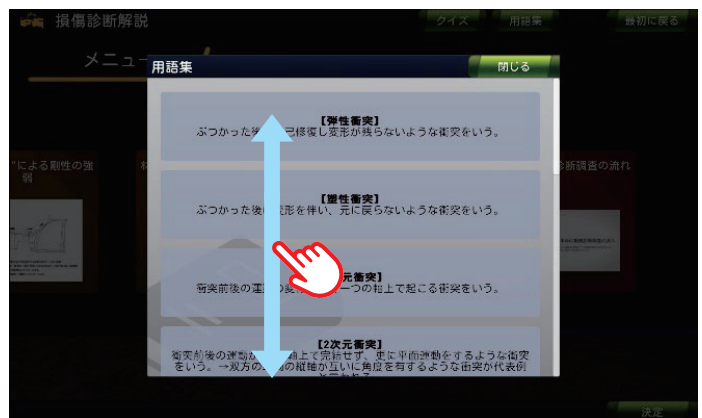 損傷診断解説
クイズ
用語集
最初に戻る
メニュー
用語集
閉じる
【弾性衝突】
ぶつかった後 己修復し変形が残らないような衝突をいう。
"による剛性の強
弱
診断調査の流れ
【塑性衝突】
ぶつかった後 変形を伴い、元に戻らないような衝突をいう。
元衝突】
衝突前後の運 一つの軸上で起こる衝突をいう。
【2次元衝突】
衝突前後の運動が 軸上で完結せず、更に平面運動をするような衝突
をいう。→双方の の縦軸が互いに角度を有するような衝突が代表例
決定